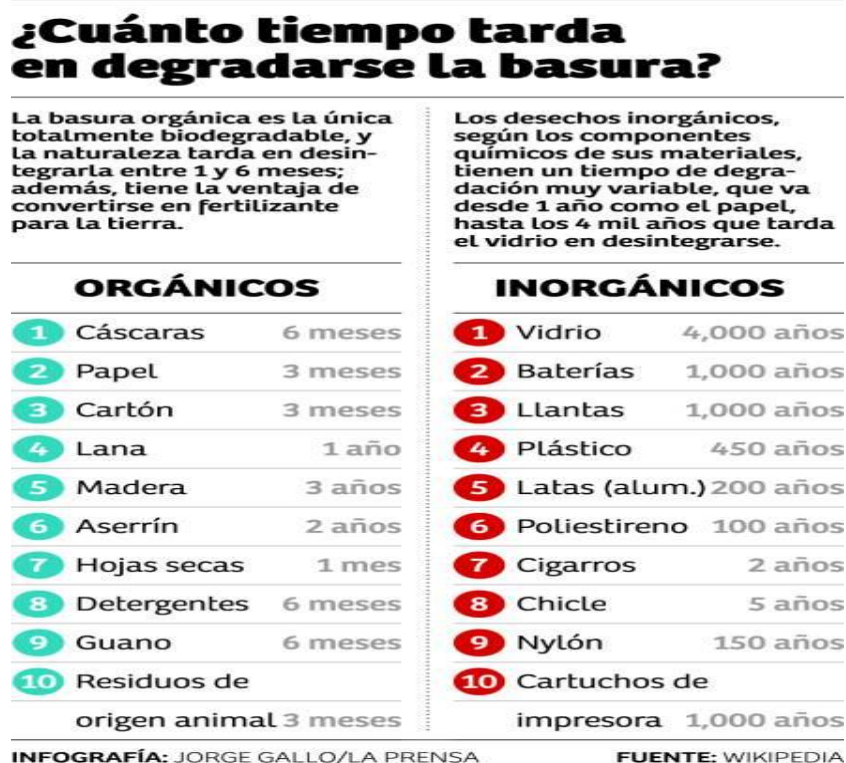 ¿Cuánto tiempo tarda
en degradarse la basura?
La basura orgánica es la única
totalmente biodegradable, y
la naturaleza tarda en desin-
tegrarla entre 1 y 6 meses;
además, tiene la ventaja de
convertirse en fertilizante
para la tierra.
Los desechos inorgánicos,
según los componentes
químicos de sus materiales,
tienen un tiempo de degra-
dación muy variable, que va
desde 1 año como el papel,
hasta los 4 mil años que tarda
el vidrio en desintegrarse.
ORGÁNICOS
1 Cáscaras 6 meses
2 Papel 3 meses
3 Cartón 3 meses
4 Lana 1 año
5 Madera 3 años
6 Aserrín 2 años
7 Hojas secas 1 mes
8 Detergentes 6 meses
9 Guano 6 meses
10 Residuos de
origen animal 3 meses
INORGÁNICOS
1 Vidrio 4,000 años
2 Baterías 1,000 años
3 Llantas 1,000 años
4 Plástico 450 años
5 Latas (alum.) 200 años
6 Poliestireno 100 años
7 Cigarros 2 años
8 Chicle 5 años
9 Nylón 150 años
10 Cartuchos de
impresora 1,000 años
INFOGRAFÍA: JORGE GALLO/LA PRENSA
FUENTE: WIKIPEDIA